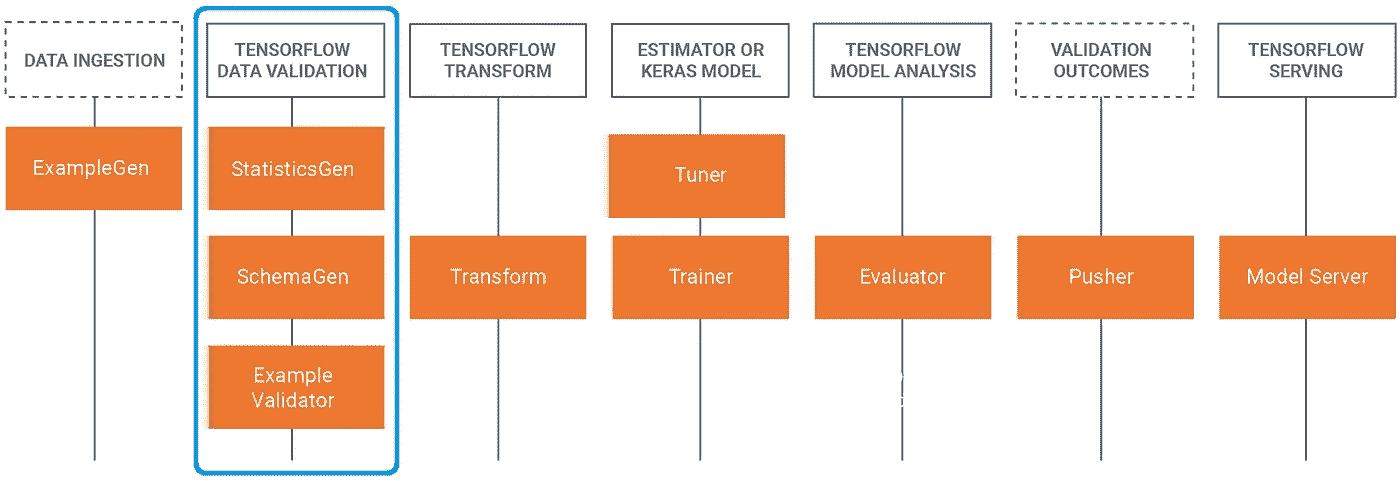 DATA INGESTION
TENSORFLOW
DATA VALIDATION
TENSORFLOW
TRANSFORM
ESTIMATOR OR
KERAS MODEL
TENSORFLOW
MODEL ANALYSIS
VALIDATION
OUTCOMES
TENSORFLOW
SERVING
ExampleGen
StatisticsGen
Tuner
SchemaGen
Transform
Trainer
Evaluator
Pusher
Model Server
Example
Validator